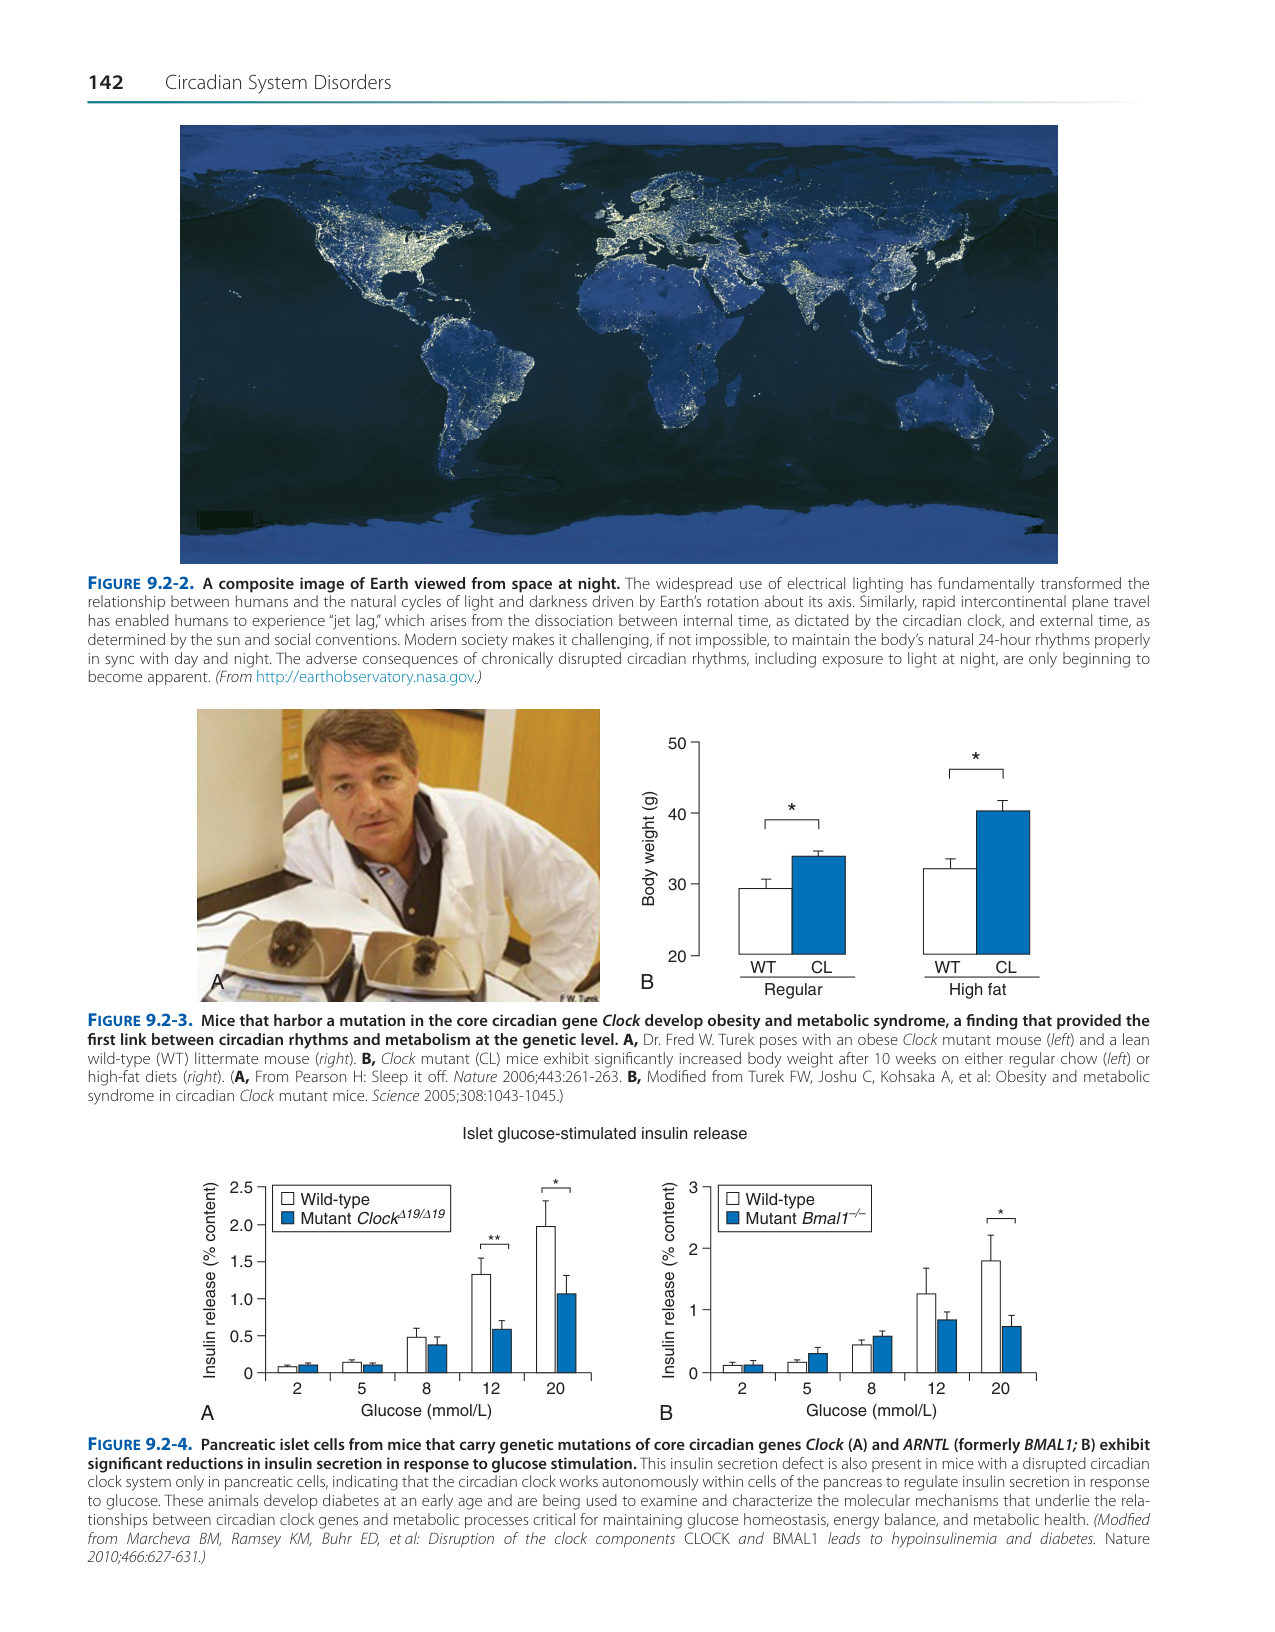 142 Circadian System Disorders
FIGURE 9.2-2. A composite image of Earth viewed from space at night. The widespread use of electrical lighting has fundamentally transformed the
relationship between humans and the natural cycles of light and darkness driven by Earth's rotation about its axis. Similarly, rapid intercontinental plane travel
has enabled humans to experience "jet lag," which arises from the dissociation between internal time, as dictated by the circadian clock, and external time, as
determined by the sun and social conventions. Modern society makes it challenging, if not impossible, to maintain the body's natural 24-hour rhythms properly
in sync with day and night. The adverse consequences of chronically disrupted circadian rhythms, including exposure to light at night, are only beginning to
become apparent. (From http://earthobservatory.nasa.gov.)
A
F.W. Turek
B
Body weight (g)
50
40
30
20
*
*
WT CL WT CL
Regular High fat
FIGURE 9.2-3. Mice that harbor a mutation in the core circadian gene Clock develop obesity and metabolic syndrome, a finding that provided the
first link between circadian rhythms and metabolism at the genetic level. A, Dr. Fred W. Turek poses with an obese Clock mutant mouse (left) and a lean
wild-type (WT) littermate mouse (right). B, Clock mutant (CL) mice exhibit significantly increased body weight after 10 weeks on either regular chow (left) or
high-fat diets (right). (A, From Pearson H: Sleep it off. Nature 2006;443:261-263. B, Modified from Turek FW, Joshu C, Kohsaka A, et al: Obesity and metabolic
syndrome in circadian Clock mutant mice. Science 2005;308:1043-1045.)
Islet glucose-stimulated insulin release
Insulin release (% content)
2.5
2.0
1.5
1.0
0.5
0
Wild-type
Mutant Clock^Δ19/Δ19
**
*
2 5 8 12 20
Glucose (mmol/L)
A
Insulin release (% content)
3
2
1
0
Wild-type
Mutant Bmal1^–/–
*
2 5 8 12 20
Glucose (mmol/L)
B
FIGURE 9.2-4. Pancreatic islet cells from mice that carry genetic mutations of core circadian genes Clock (A) and ARNTL (formerly BMAL1; B) exhibit
significant reductions in insulin secretion in response to glucose stimulation. This insulin secretion defect is also present in mice with a disrupted circadian
clock system only in pancreatic cells, indicating that the circadian clock works autonomously within cells of the pancreas to regulate insulin secretion in response
to glucose. These animals develop diabetes at an early age and are being used to examine and characterize the molecular mechanisms that underlie the rela-
tionships between circadian clock genes and metabolic processes critical for maintaining glucose homeostasis, energy balance, and metabolic health. (Modfied
from Marcheva BM, Ramsey KM, Buhr ED, et al: Disruption of the clock components CLOCK and BMAL1 leads to hypoinsulinemia and diabetes. Nature
2010;466:627-631.)